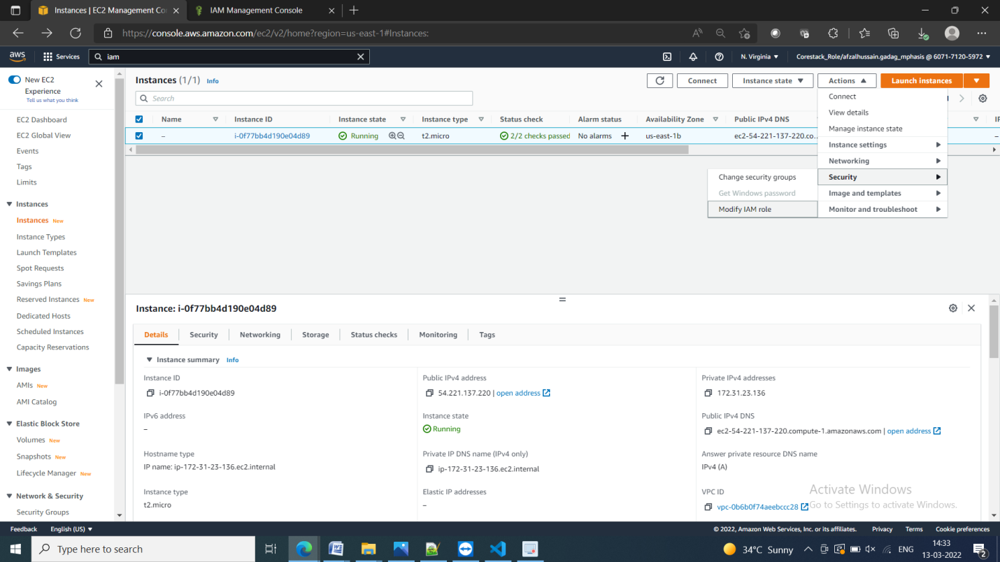 Instances | EC2 Management Con
IAM Management Console
https://console.aws.amazon.com/ec2/v2/home?region=us-east-1#Instances:
aws
Services
iam
N. Virginia
Corestack_Role/afzalhussain.gadag_mphasis @ 6071-7120-5972
New EC2
Experience
Tell us what you think
EC2 Dashboard
EC2 Global View
Events
Tags
Limits
Instances
Instances New
Instance Types
Launch Templates
Spot Requests
Savings Plans
Reserved Instances New
Dedicated Hosts
Scheduled Instances
Capacity Reservations
Images
AMIs New
AMI Catalog
Elastic Block Store
Volumes New
Snapshots New
Lifecycle Manager New
Network & Security
Security Groups
Instances (1/1) Info
Connect
Instance state
Actions
Launch instances
Search
Name
Instance ID
Instance state
Instance type
Status check
Alarm status
Availability Zone
Public IPv4 DNS
–
i-0f77bb4d190e04d89
Running
t2.micro
2/2 checks passed
No alarms
us-east-1b
ec2-54-221-137-220.co...
–
Connect
View details
Manage instance state
Instance settings
Networking
Security
Image and templates
Monitor and troubleshoot
Change security groups
Get Windows password
Modify IAM role
Instance: i-0f77bb4d190e04d89
Details
Security
Networking
Storage
Status checks
Monitoring
Tags
Instance summary Info
Instance ID
i-0f77bb4d190e04d89
Public IPv4 address
54.221.137.220 | open address
Private IPv4 addresses
172.31.23.136
IPv6 address
–
Instance state
Running
Public IPv4 DNS
ec2-54-221-137-220.compute-1.amazonaws.com | open address
Hostname type
IP name: ip-172-31-23-136.ec2.internal
Private IP DNS name (IPv4 only)
ip-172-31-23-136.ec2.internal
Answer private resource DNS name
IPv4 (A)
Instance type
t2.micro
Elastic IP addresses
–
VPC ID
vpc-0b6b0f74aeebccc28
Activate Windows
Go to Settings to activate Windows.
Feedback
English (US)
© 2022, Amazon Web Services, Inc. or its affiliates.
Privacy
Terms
Cookie preferences
Type here to search
34°C Sunny
ENG
14:33
13-03-2022
2